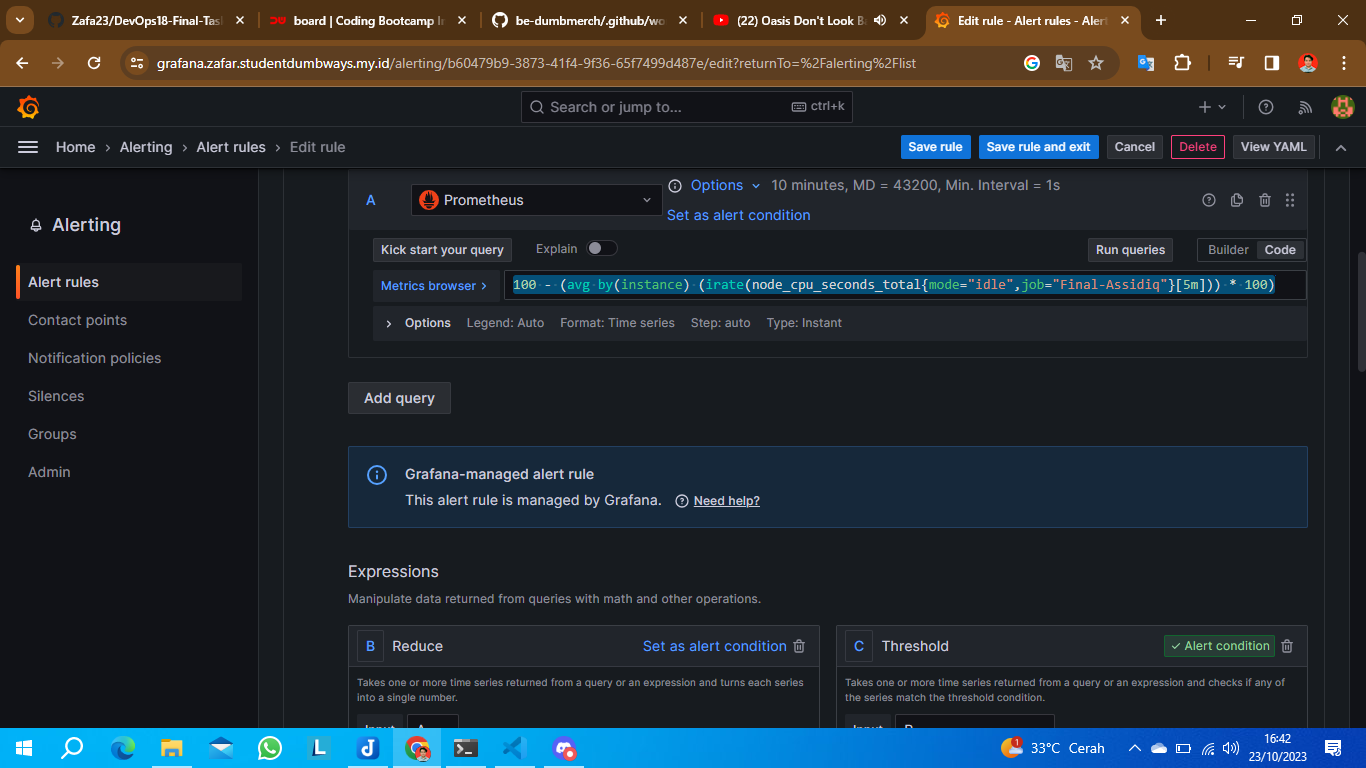 Zafa23/DevOps18-Final-Tas
board | Coding Bootcamp In
be-dumbmerch/.github/wo
(22) Oasis Don't Look B
Edit rule - Alert rules - Alert
grafana.zafar.studentdumbways.my.id/alerting/b60479b9-3873-41f4-9f36-65f7499d487e/edit?returnTo=%2Falerting%2Flist
Search or jump to...
ctrl+k
Home › Alerting › Alert rules › Edit rule
Save rule
Save rule and exit
Cancel
Delete
View YAML
Alerting
Alert rules
Contact points
Notification policies
Silences
Groups
Admin
A
Prometheus
Options
10 minutes, MD = 43200, Min. Interval = 1s
Set as alert condition
Kick start your query
Explain
Run queries
Builder
Code
Metrics browser ›
100 - (avg by(instance) (irate(node_cpu_seconds_total{mode="idle",job="Final-Assidiq"}[5m])) * 100)
Options
Legend: Auto
Format: Time series
Step: auto
Type: Instant
Add query
Grafana-managed alert rule
This alert rule is managed by Grafana.
Need help?
Expressions
Manipulate data returned from queries with math and other operations.
B
Reduce
Set as alert condition
Takes one or more time series returned from a query or an expression and turns each series
into a single number.
C
Threshold
Alert condition
Takes one or more time series returned from a query or an expression and checks if any of
the series match the threshold condition.
33°C Cerah
16:42
23/10/2023